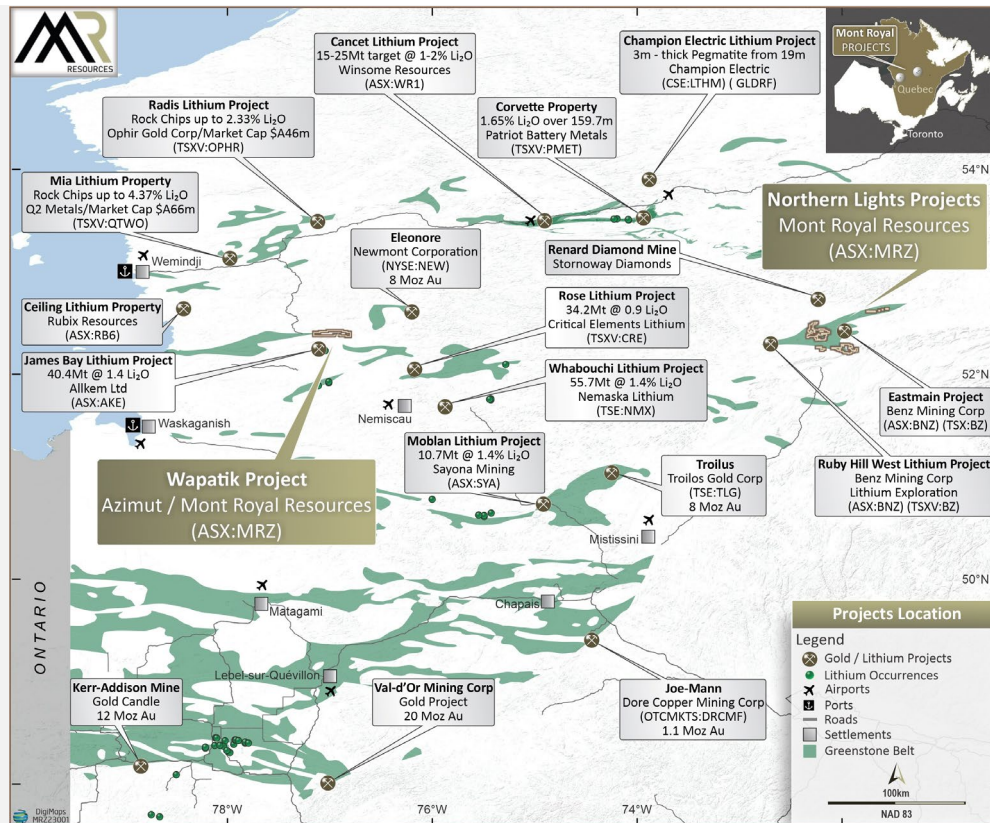 MR
RESOURCES
Cancet Lithium Project
15-25Mt target @ 1-2% Li₂O
Winsome Resources
(ASX:WR1)
Champion Electric Lithium Project
3m - thick Pegmatite from 19m
Champion Electric
(CSE:LTHM) ( GLDRF)
Mont Royal
PROJECTS
Quebec
Toronto
Radis Lithium Project
Rock Chips up to 2.33% Li₂O
Ophir Gold Corp/Market Cap $A46m
(TSXV:OPHR)
Corvette Property
1.65% Li₂O over 159.7m
Patriot Battery Metals
(TSXV:PMET)
54°N
Mia Lithium Property
Rock Chips up to 4.37% Li₂O
Q2 Metals/Market Cap $A66m
(TSXV:QTWO)
Northern Lights Projects
Mont Royal Resources
(ASX:MRZ)
Eleonore
Newmont Corporation
(NYSE:NEW)
8 Moz Au
Renard Diamond Mine
Stornoway Diamonds
Wemindji
Ceiling Lithium Property
Rubix Resources
(ASX:RB6)
Rose Lithium Project
34.2Mt @ 0.9 Li₂O
Critical Elements Lithium
(TSXV:CRE)
James Bay Lithium Project
40.4Mt @ 1.4 Li₂O
Allkem Ltd
(ASX:AKE)
Whabouchi Lithium Project
55.7Mt @ 1.4% Li₂O
Nemaska Lithium
(TSE:NMX)
52°N
Eastmain Project
Benz Mining Corp
(ASX:BNZ) (TSX:BZ)
Nemiscau
Waskaganish
Moblan Lithium Project
10.7Mt @ 1.4% Li₂O
Sayona Mining
(ASX:SYA)
Wapatik Project
Azimut / Mont Royal Resources
(ASX:MRZ)
Troilus
Troilos Gold Corp
(TSE:TLG)
8 Moz Au
Ruby Hill West Lithium Project
Benz Mining Corp
Lithium Exploration
(ASX:BNZ) (TSXV:BZ)
Mistissini
50°N
ONTARIO
Matagami
Chapais
Lebel-sur-Quévillon
Kerr-Addison Mine
Gold Candle
12 Moz Au
Val-d'Or Mining Corp
Gold Project
20 Moz Au
Joe-Mann
Dore Copper Mining Corp
(OTCMKTS:DRCMF)
1.1 Moz Au
Projects Location
Legend
Gold / Lithium Projects
Lithium Occurrences
Airports
Ports
Roads
Settlements
Greenstone Belt
100km
NAD 83
78°W
76°W
74°W
DigiMaps
MRZ23001